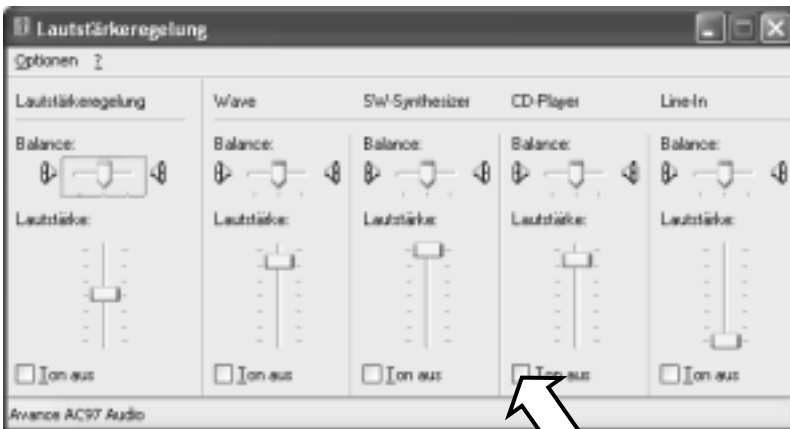 Lautstärkeregelung
Optionen ?
Lautstärkeregelung Wave SW-Synthesizer CD-Player Line-In
Balance: Balance: Balance: Balance: Balance:
Lautstärke: Lautstärke: Lautstärke: Lautstärke: Lautstärke:
Ton aus Ton aus Ton aus Ton aus Ton aus
Avance AC97 Audio